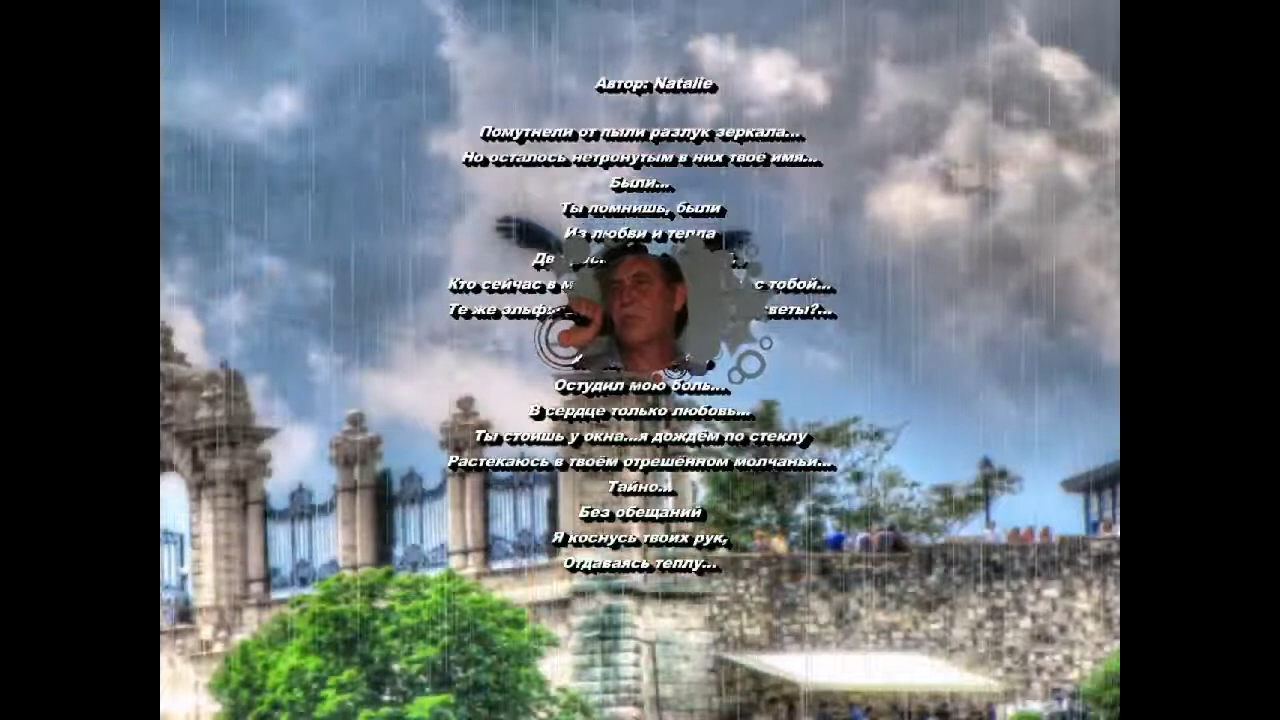 Автор: Natalie
Помутнели от пыли разлук зеркала...
Но осталось нетронутым в них твоё имя...
Были...
Ты помнишь, были
Из любви и тепла
Кто сейчас в с тобой...
Те же
Остудил мою боль...
В сердце только любовь...
Ты стоишь у окна...я дождём по стеклу
Растекаюсь в твоём отрешённом молчаньи...
Тайно...
Без обещаний
Я коснусь твоих рук,
Отдаваясь теплу...